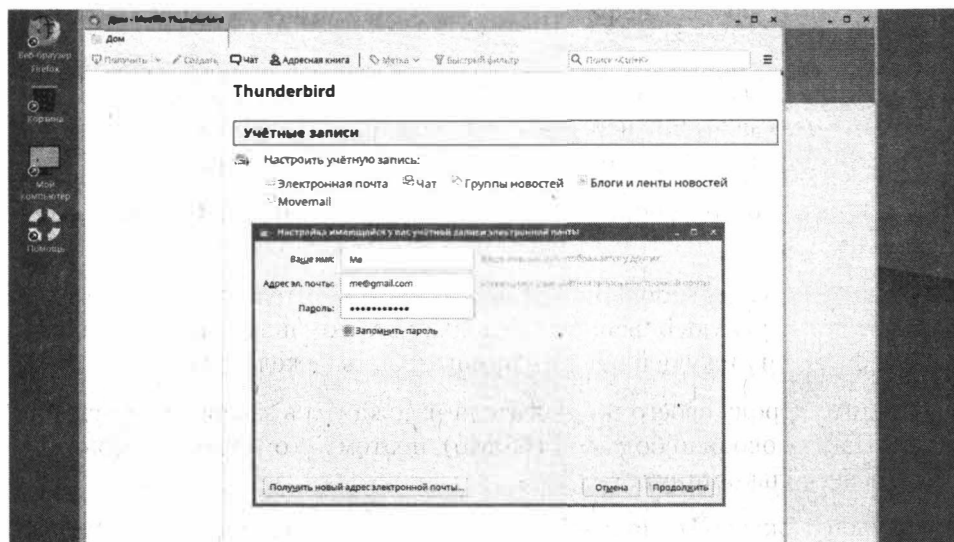 Дом - Mozilla Thunderbird
Дом
Веб-браузер
Firefox
Корзина
Мой
компьютер
Помощь
Получить Создать Чат Адресная книга Метка Быстрый фильтр Поиск <Ctrl+K>
Thunderbird
Учётные записи
Настроить учётную запись:
Электронная почта Чат Группы новостей Блоги и ленты новостей
Movemail
Настройка имеющейся у вас учётной записи электронной почты
Ваше имя: Me
Адрес эл. почты: me@gmail.com
Пароль: •••••••••••
Запомнить пароль
Получить новый адрес электронной почты... Отмена Продолжить